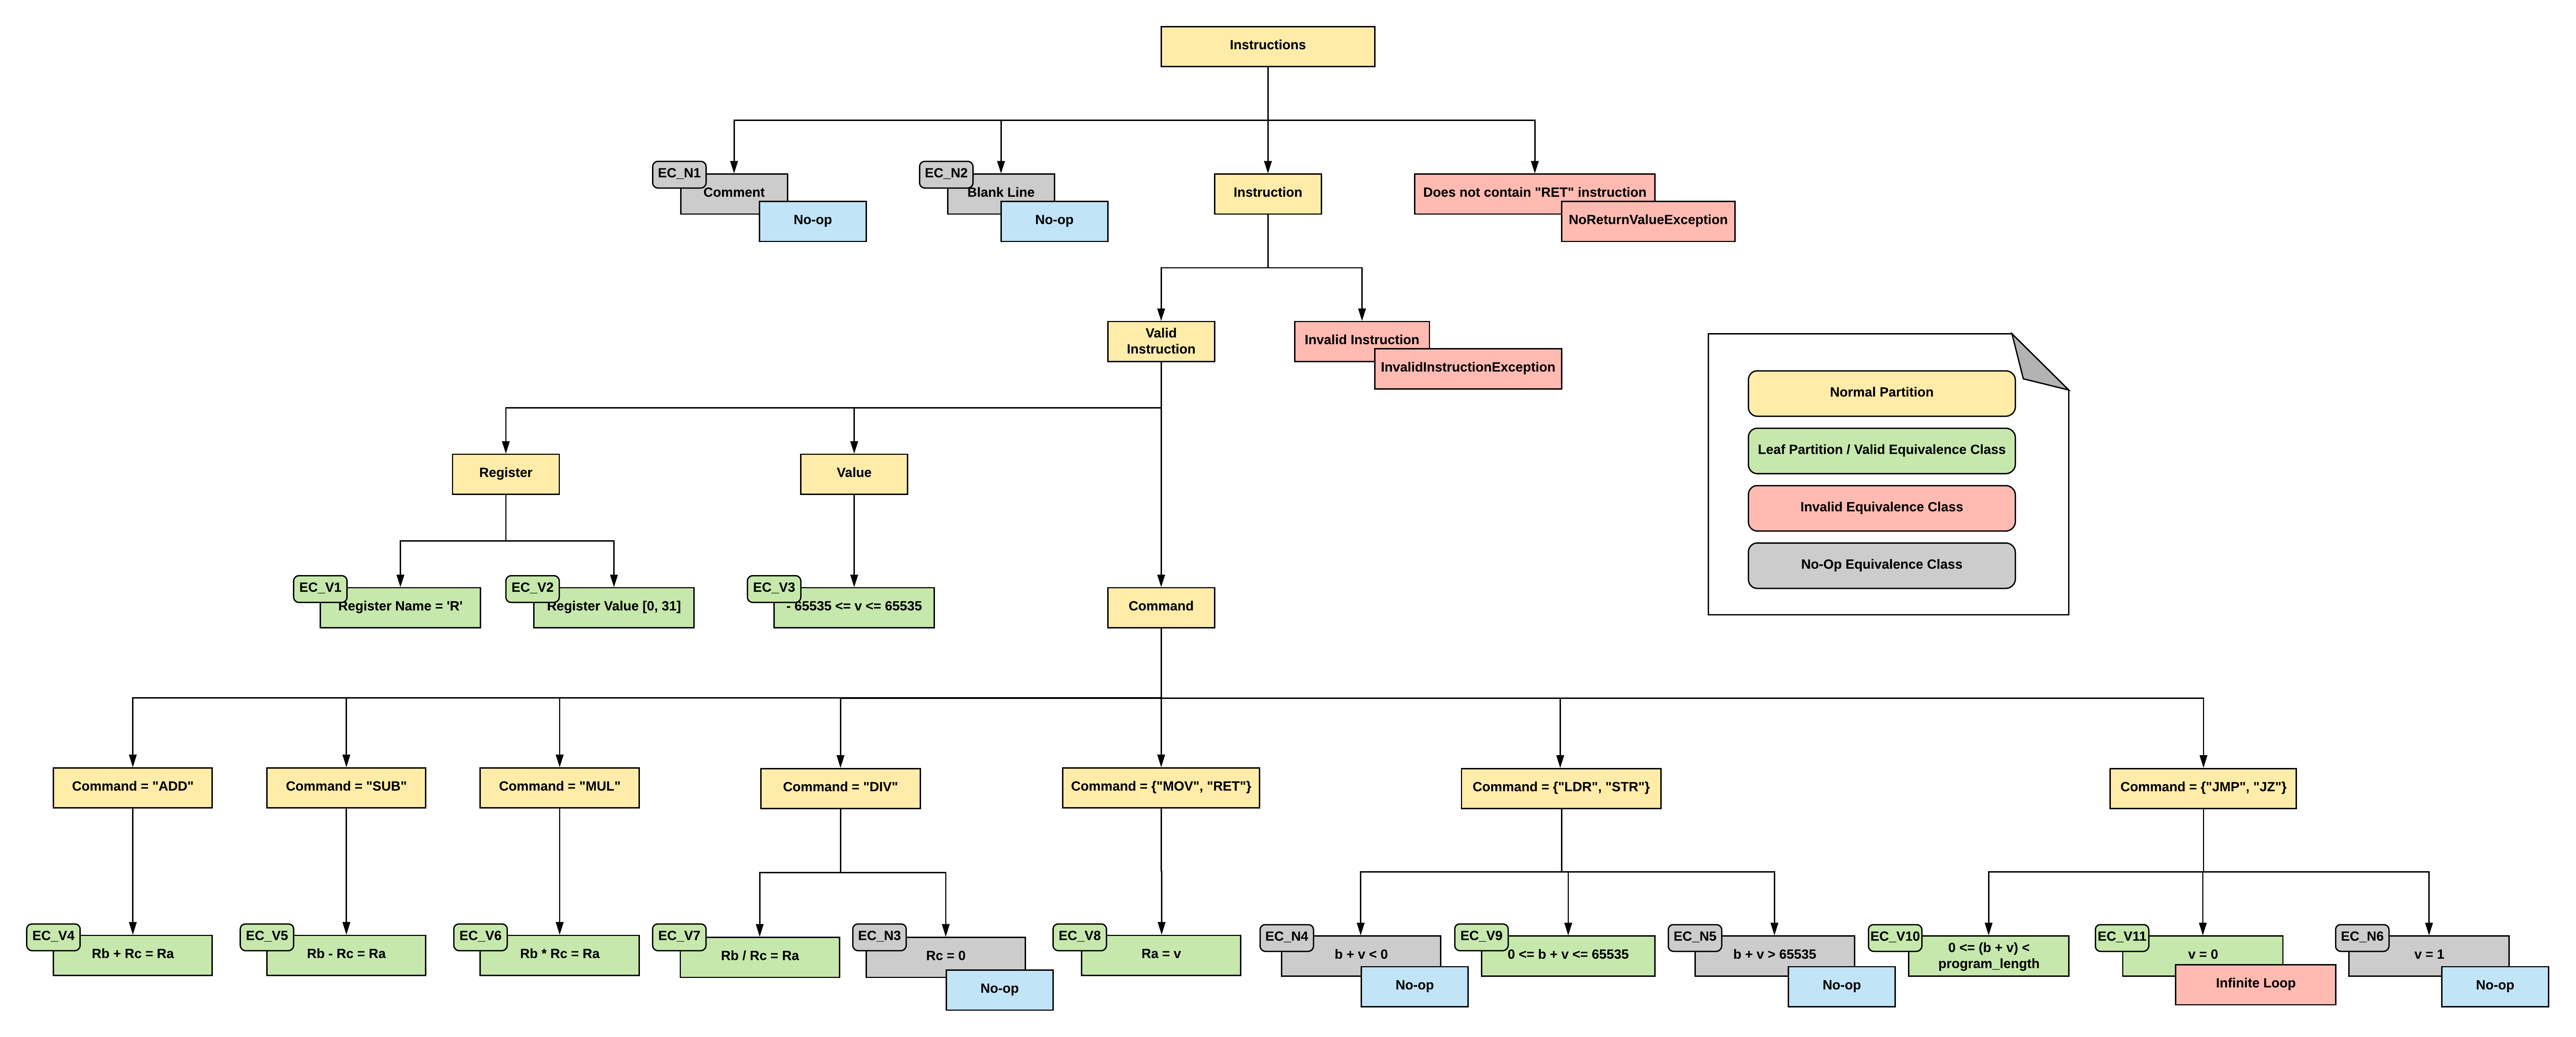 Instructions
EC_N1
Comment
No-op
EC_N2
Blank Line
No-op
Instruction
Does not contain "RET" instruction
NoReturnValueException
Valid
Instruction
Invalid Instruction
InvalidInstructionException
Normal Partition
Leaf Partition / Valid Equivalence Class
Invalid Equivalence Class
No-Op Equivalence Class
Register
Value
EC_V1
Register Name = 'R'
EC_V2
Register Value [0, 31]
EC_V3
- 65535 <= v <= 65535
Command
Command = "ADD"
Command = "SUB"
Command = "MUL"
Command = "DIV"
Command = {"MOV", "RET"}
Command = {"LDR", "STR"}
Command = {"JMP", "JZ"}
EC_V4
Rb + Rc = Ra
EC_V5
Rb - Rc = Ra
EC_V6
Rb * Rc = Ra
EC_V7
Rb / Rc = Ra
EC_N3
Rc = 0
No-op
EC_V8
Ra = v
EC_N4
b + v < 0
No-op
EC_V9
0 <= b + v <= 65535
EC_N5
b + v > 65535
No-op
EC_V10
0 <= (b + v) <
program_length
EC_V11
v = 0
Infinite Loop
EC_N6
v = 1
No-op